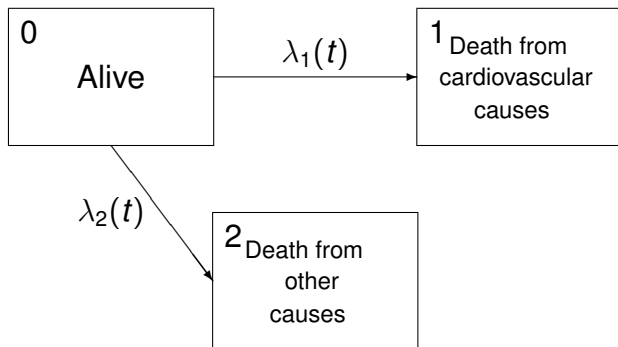 0
Alive
λ₁(t)
1 Death from
cardiovascular
causes
λ₂(t)
2 Death from
other
causes